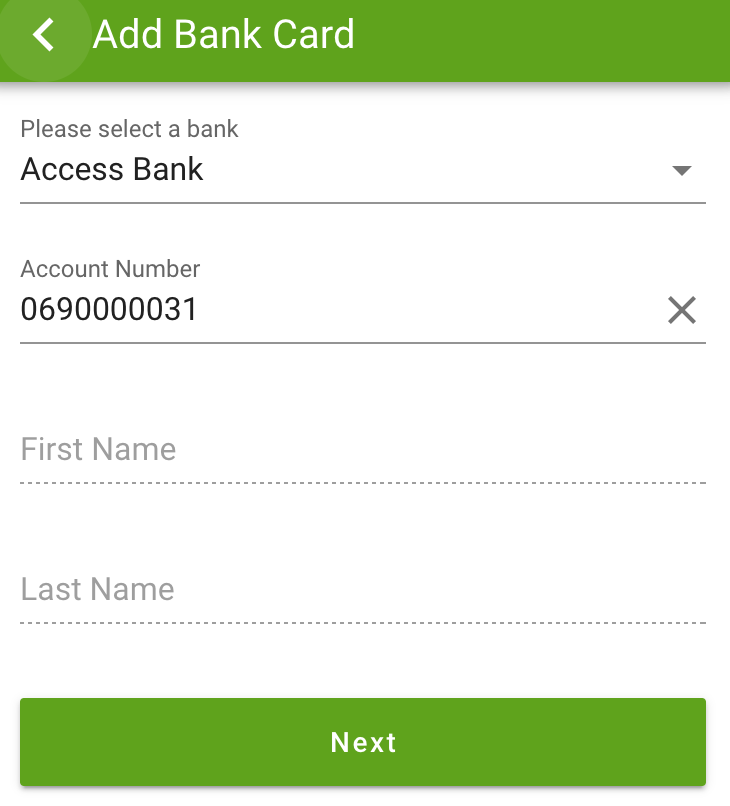 Add Bank Card
Please select a bank
Access Bank
Account Number
0690000031
First Name
Last Name
Next